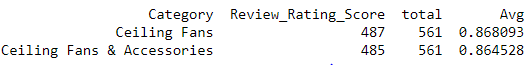 Category Review_Rating_Score total Avg
Ceiling Fans 487 561 0.868093
Ceiling Fans & Accessories 485 561 0.864528